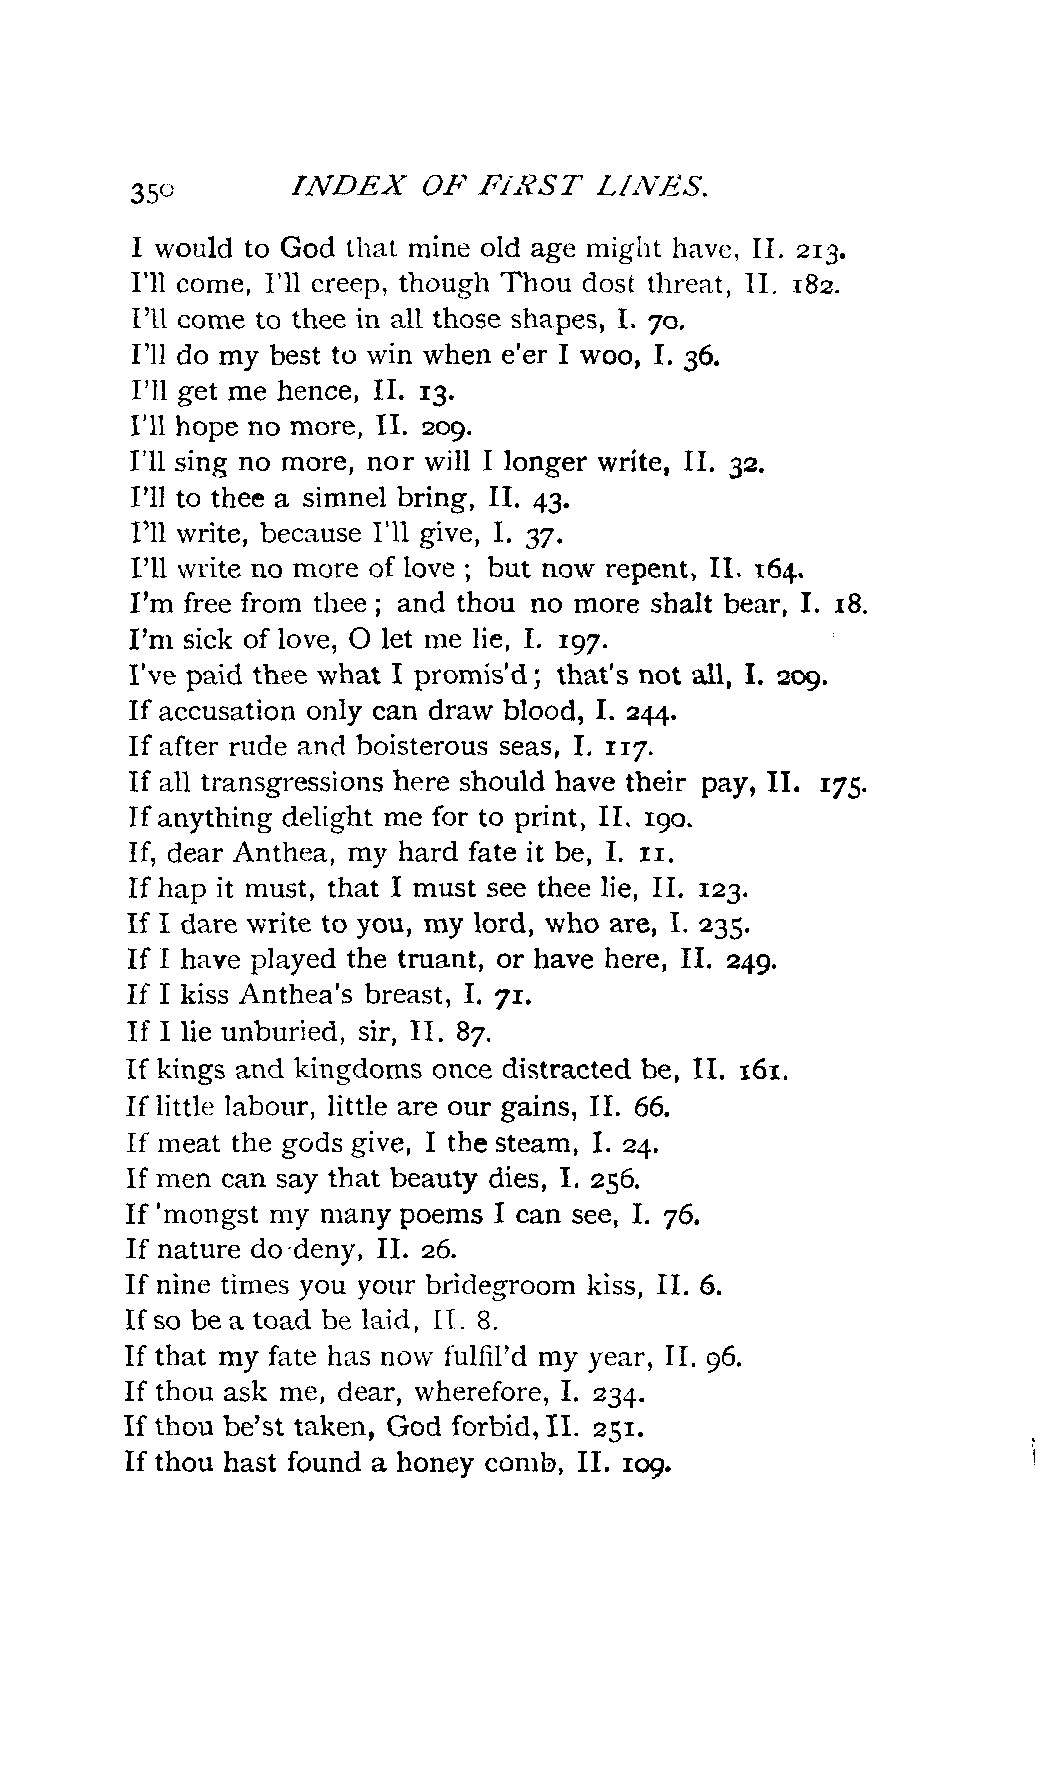 350 INDEX OF FIRST LINES.
I would to God that mine old age might have, II. 213.
I'll come, I'll creep, though Thou dost threat, II. 182.
I'll come to thee in all those shapes, I. 70.
I'll do my best to win when e'er I woo, I. 36.
I'll get me hence, II. 13.
I'll hope no more, II. 209.
I'll sing no more, nor will I longer write, II. 32.
I'll to thee a simnel bring, II. 43.
I'll write, because I'll give, I. 37.
I'll write no more of love ; but now repent, II. 164.
I'm free from thee ; and thou no more shalt bear, I. 18.
I'm sick of love, O let me lie, I. 197.
I've paid thee what I promis'd ; that's not all, I. 209.
If accusation only can draw blood, I. 244.
If after rude and boisterous seas, I. 117.
If all transgressions here should have their pay, II. 175.
If anything delight me for to print, II. 190.
If, dear Anthea, my hard fate it be, I. 11.
If hap it must, that I must see thee lie, II. 123.
If I dare write to you, my lord, who are, I. 235.
If I have played the truant, or have here, II. 249.
If I kiss Anthea's breast, I. 71.
If I lie unburied, sir, II. 87.
If kings and kingdoms once distracted be, II. 161.
If little labour, little are our gains, II. 66.
If meat the gods give, I the steam, I. 24.
If men can say that beauty dies, I. 256.
If 'mongst my many poems I can see, I. 76.
If nature do deny, II. 26.
If nine times you your bridegroom kiss, II. 6.
If so be a toad be laid, II. 8.
If that my fate has now fulfil'd my year, II. 96.
If thou ask me, dear, wherefore, I. 234.
If thou be'st taken, God forbid, II. 251.
If thou hast found a honey comb, II. 109.